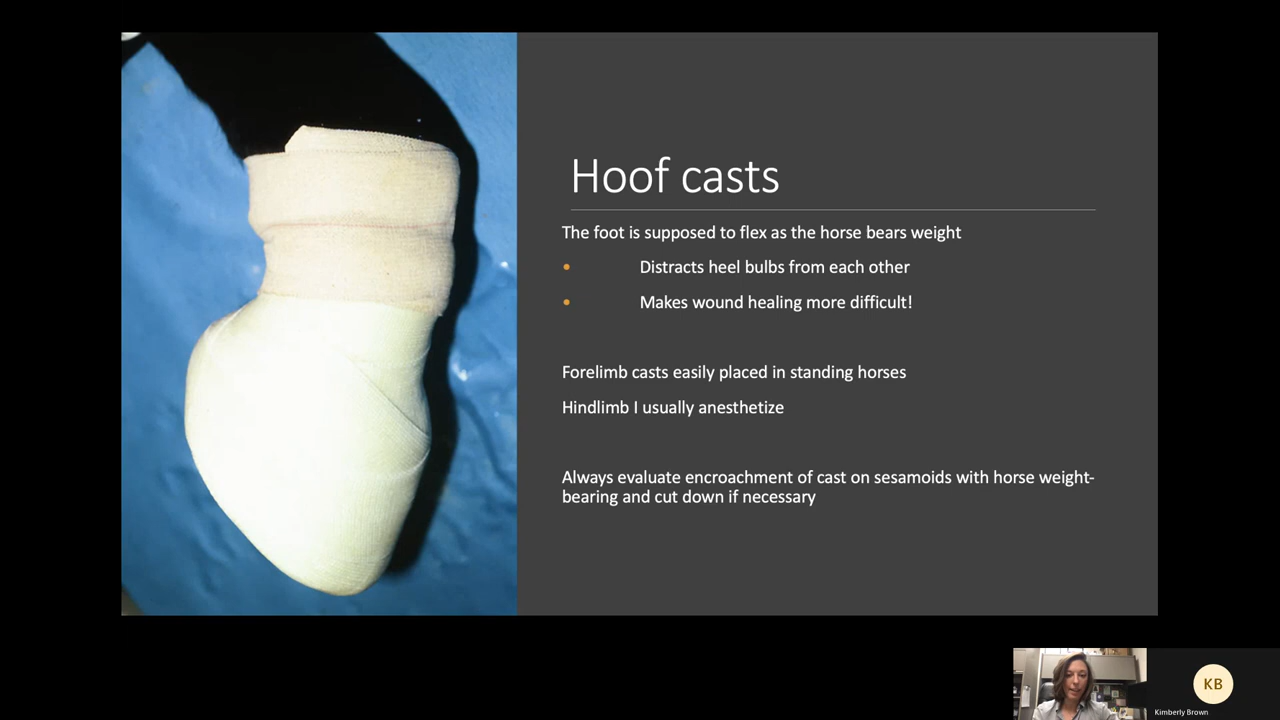 Hoof casts
The foot is supposed to flex as the horse bears weight
• Distracts heel bulbs from each other
• Makes wound healing more difficult!
Forelimb casts easily placed in standing horses
Hindlimb I usually anesthetize
Always evaluate encroachment of cast on sesamoids with horse weight-
bearing and cut down if necessary
KB
Kimberly Brown